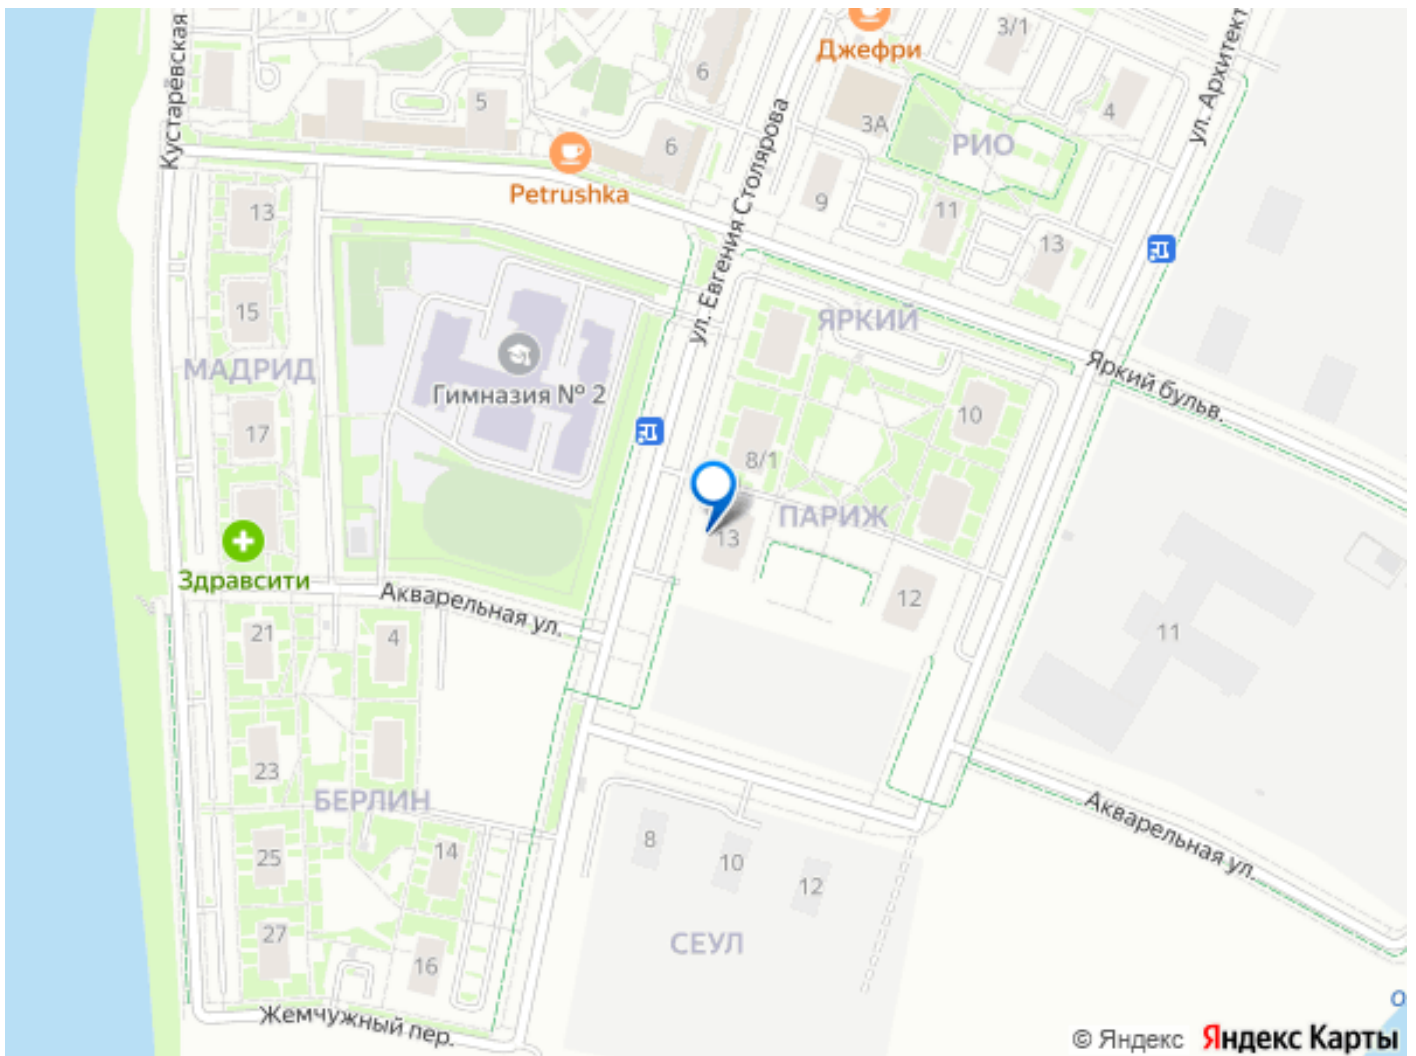 Кустарёвская
6
Джефри
3/1
ул. Архитект
5
3А
4
6
РИО
Petrushka
13
9
11
13
ул. Евгения Столярова
15
ЯРКИЙ
МАДРИД
Гимназия № 2
Яркий бульв.
17
10
8/1
ПАРИЖ
13
Здравсити
Акварельная ул.
12
21
4
11
23
БЕРЛИН
Акварельная ул.
25
14
8
10
12
27
16
СЕУЛ
Жемчужный пер.
О
© Яндекс Яндекс Карты